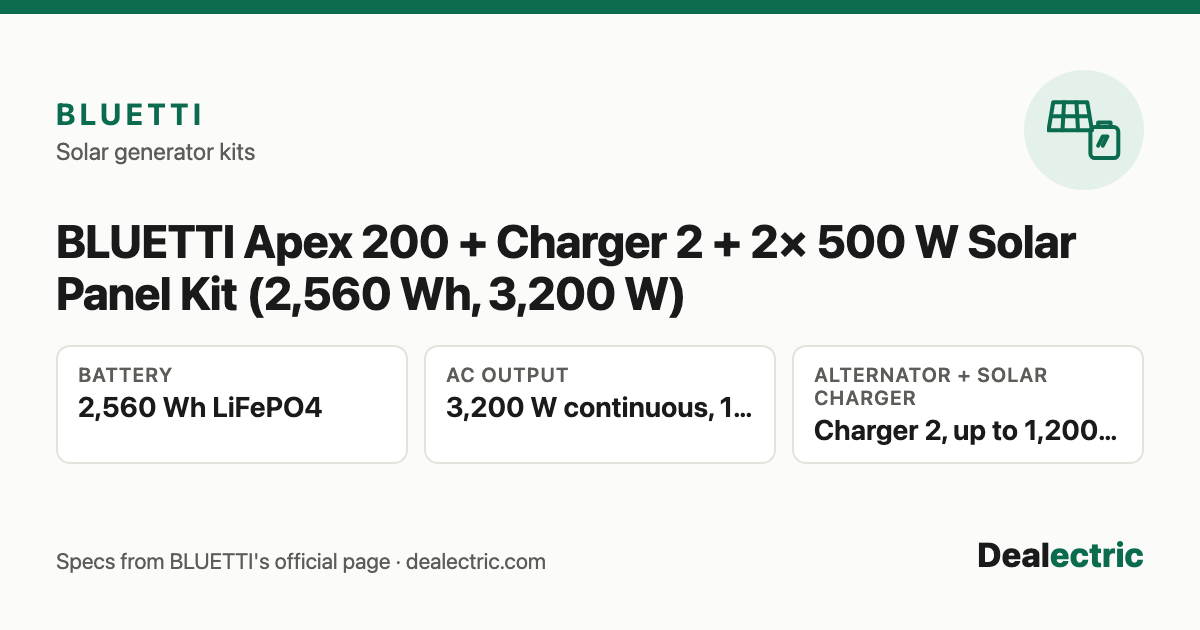 BLUETTI
Solar generator kits
BLUETTI Apex 200 + Charger 2 + 2× 500 W Solar
Panel Kit (2,560 Wh, 3,200 W)
BATTERY
2,560 Wh LiFePO4
AC OUTPUT
3,200 W continuous, 1...
ALTERNATOR + SOLAR
CHARGER
Charger 2, up to 1,200...
Specs from BLUETTI's official page · dealectric.com
Dealectric